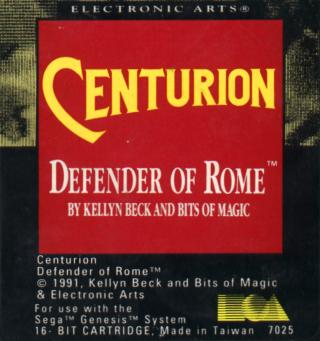 ELECTRONIC ARTS®
CENTURION
DEFENDER OF ROME™
BY KELLYN BECK AND BITS OF MAGIC
Centurion
Defender of Rome™
© 1991, Kellyn Beck and Bits of Magic
& Electronic Arts
For use with the
Sega™ Genesis™ System
16- BIT CARTRIDGE, Made in Taiwan 7025
EA